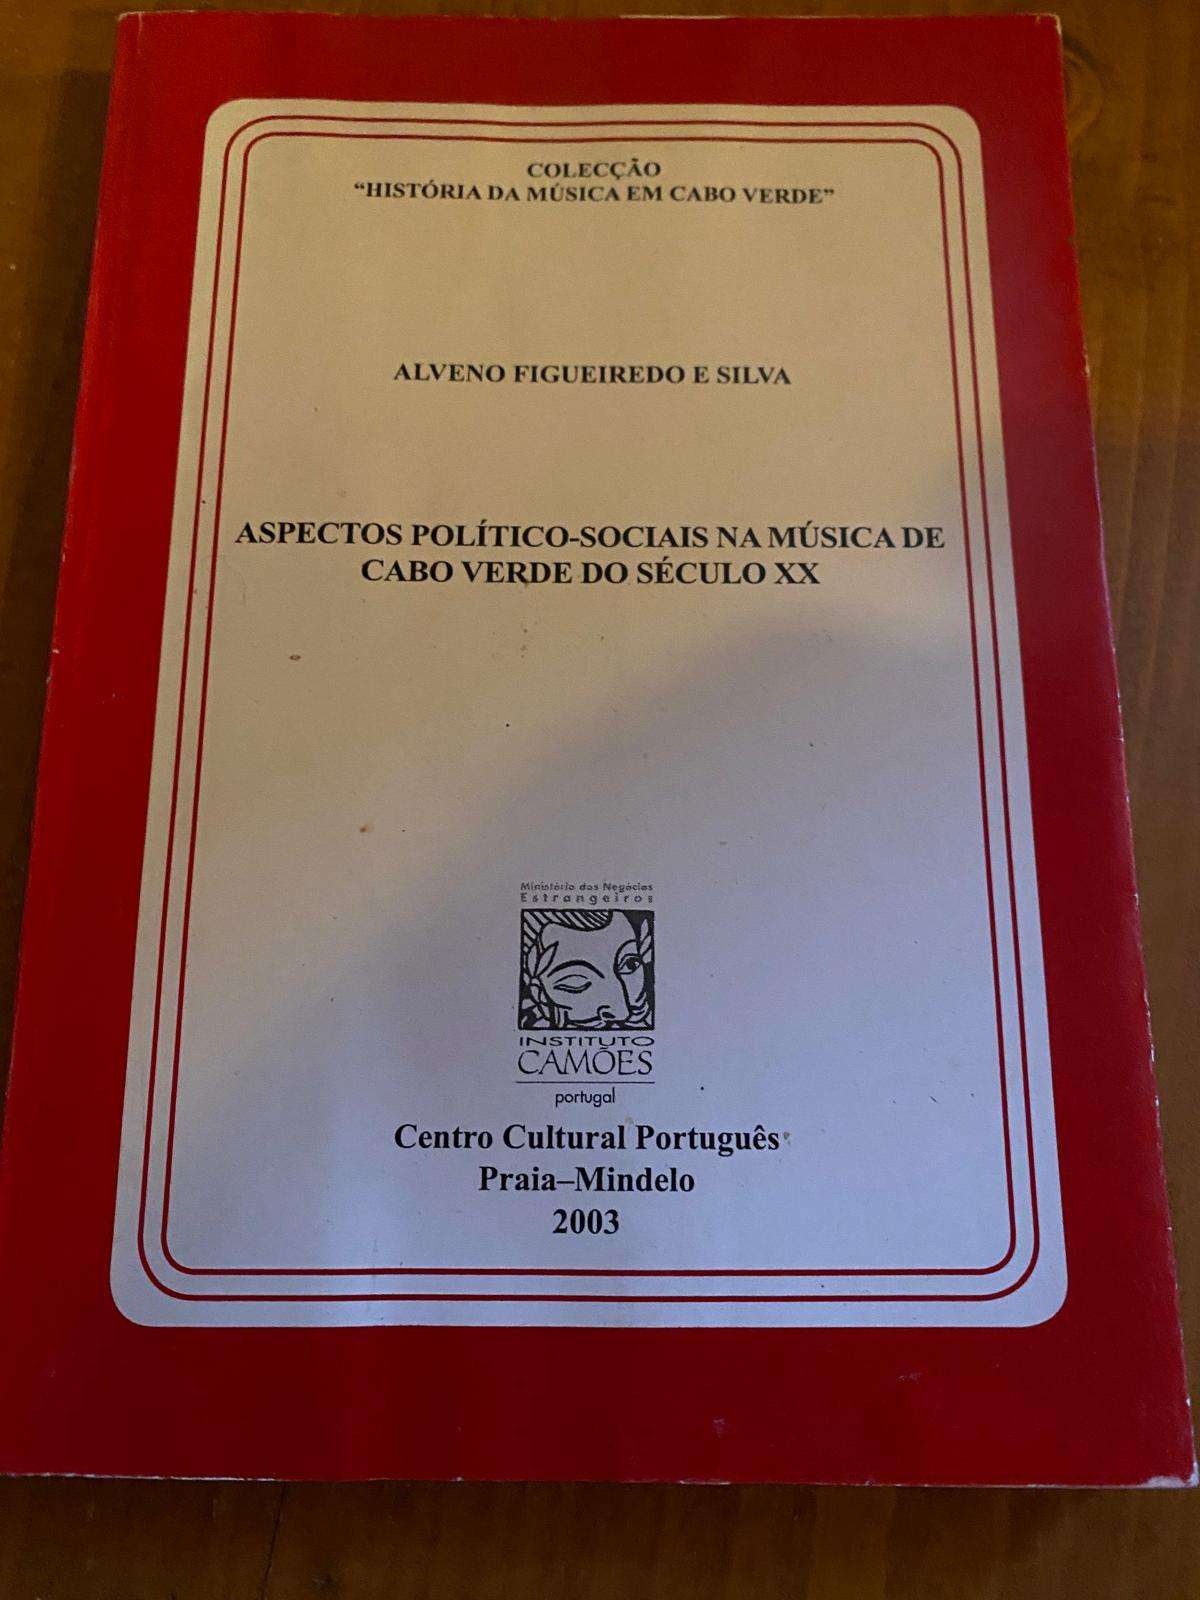 COLECÇÃO
“HISTÓRIA DA MÚSICA EM CABO VERDE”
ALVENO FIGUEIREDO E SILVA
ASPECTOS POLÍTICO-SOCIAIS NA MÚSICA DE
CABO VERDE DO SÉCULO XX
Ministério dos Negócios
Estrangeiros
INSTITUTO
CAMÕES
portugal
Centro Cultural Português
Praia–Mindelo
2003